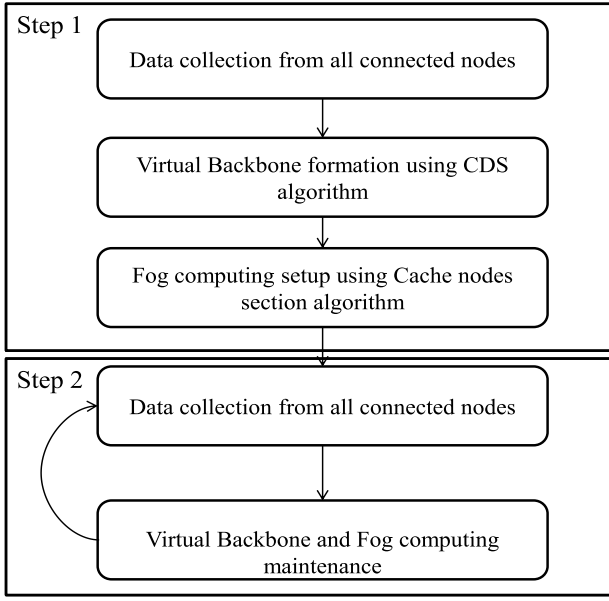 Step 1
Data collection from all connected nodes
Virtual Backbone formation using CDS
algorithm
Fog computing setup using Cache nodes
section algorithm
Step 2
Data collection from all connected nodes
Virtual Backbone and Fog computing
maintenance